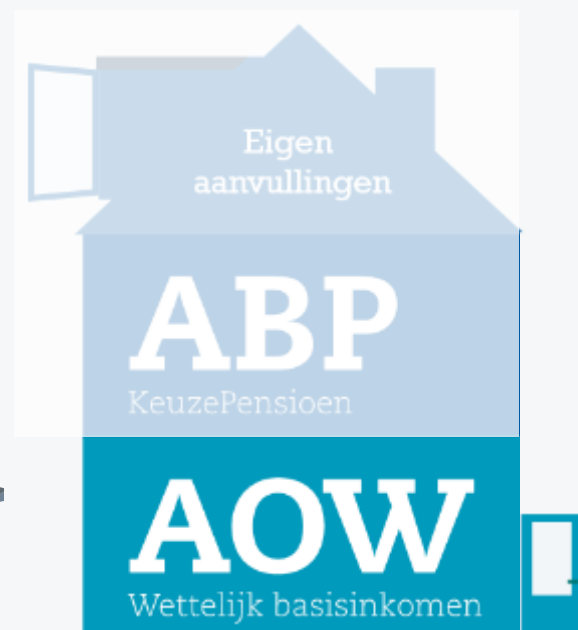 Eigen
aanvullingen
ABP
KeuzePensioen
AOW
Wettelijk basisinkomen